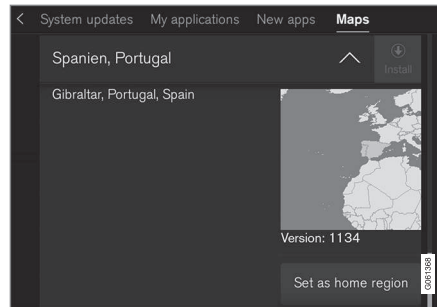 < System updates My applications New apps Maps
Spanien, Portugal
Install
Gibraltar, Portugal, Spain
Version: 1134
Set as home region
G061368